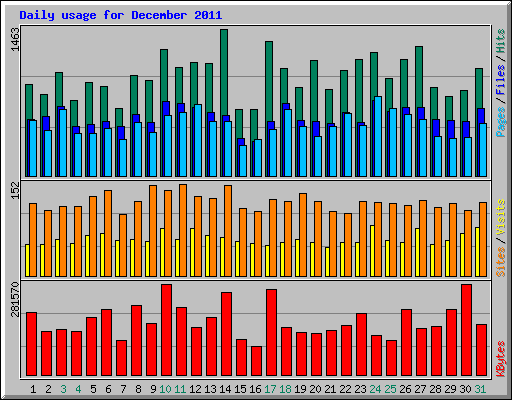 Daily usage for December 2011
1463
Pages / Files / Hits
152
Sites / Visits
281570
KBytes
1 2 3 4 5 6 7 8 9 10 11 12 13 14 15 16 17 18 19 20 21 22 23 24 25 26 27 28 29 30 31